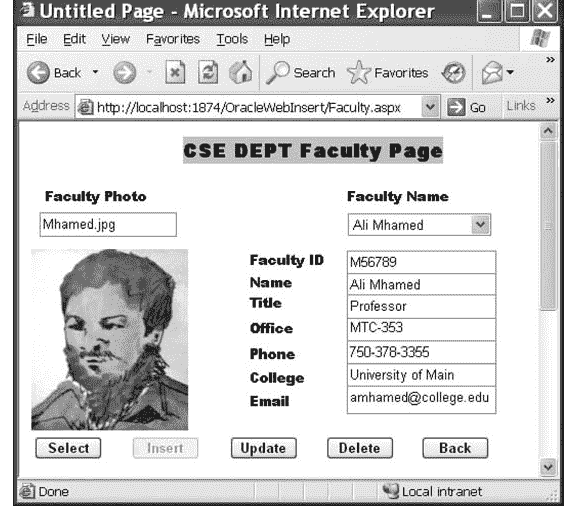 Untitled Page - Microsoft Internet Explorer
File Edit View Favorites Tools Help
Back Search Favorites »
Address http://localhost:1874/OracleWebInsert/Faculty.aspx Go Links »
CSE DEPT Faculty Page
Faculty Photo Faculty Name
Mhamed.jpg Ali Mhamed
Faculty ID M56789
Name Ali Mhamed
Title Professor
Office MTC-353
Phone 750-378-3355
College University of Main
Email amhamed@college.edu
Select Insert Update Delete Back
Done Local intranet